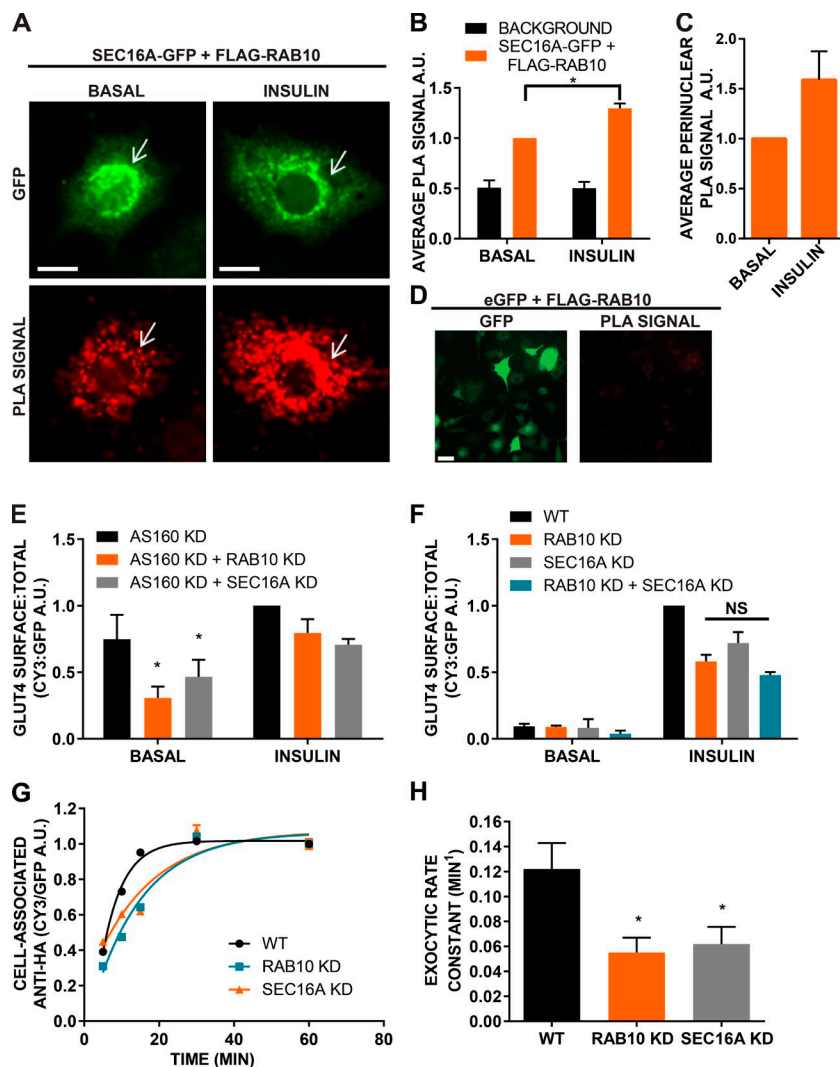 A
SEC16A-GFP + FLAG-RAB10
BASAL
INSULIN
GFP
PLA SIGNAL
B
BACKGROUND
SEC16A-GFP +
FLAG-RAB10
AVERAGE PLA SIGNAL A.U.
1.5
1.0
0.5
0.0
*
BASAL
INSULIN
C
AVERAGE PERINUCLEAR
PLA SIGNAL A.U.
2.0
1.5
1.0
0.5
0.0
BASAL
INSULIN
D
eGFP + FLAG-RAB10
GFP
PLA SIGNAL
E
AS160 KD
AS160 KD + RAB10 KD
AS160 KD + SEC16A KD
GLUT4 SURFACE:TOTAL
(CY3:GFP A.U.)
1.5
1.0
0.5
0.0
*
*
BASAL
INSULIN
F
WT
RAB10 KD
SEC16A KD
RAB10 KD + SEC16A KD
GLUT4 SURFACE:TOTAL
(CY3:GFP A.U.)
1.5
1.0
0.5
0.0
NS
BASAL
INSULIN
G
CELL-ASSOCIATED
ANTI-HA (CY3/GFP A.U.)
1.2
1.0
0.8
0.6
0.4
0.2
0.0
WT
RAB10 KD
SEC16A KD
0 20 40 60 80
TIME (MIN)
H
EXOCYTIC RATE
CONSTANT (MIN¹)
0.16
0.14
0.12
0.10
0.08
0.06
0.04
0.02
0.00
*
*
WT RAB10 KD SEC16A KD